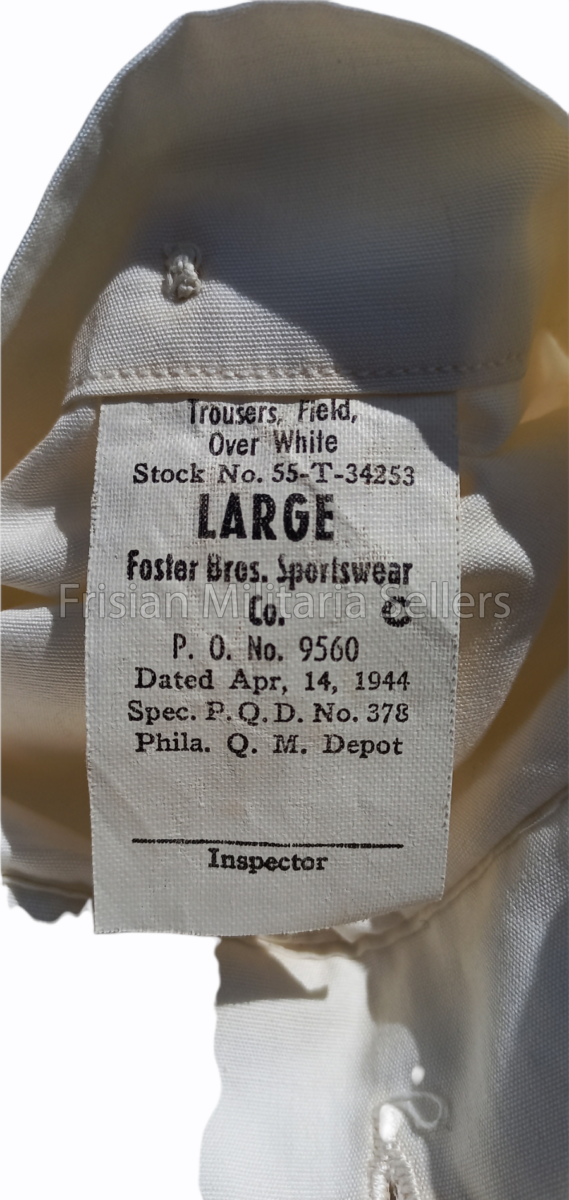 Trousers, Field,
Over White
Stock No. 55-T-34253
LARGE
Foster Bros. Sportswear
Co.
P. O. No. 9560
Dated Apr, 14, 1944
Spec. P. Q. D. No. 378
Phila. Q. M. Depot
Inspector
Frisian Militaria Sellers